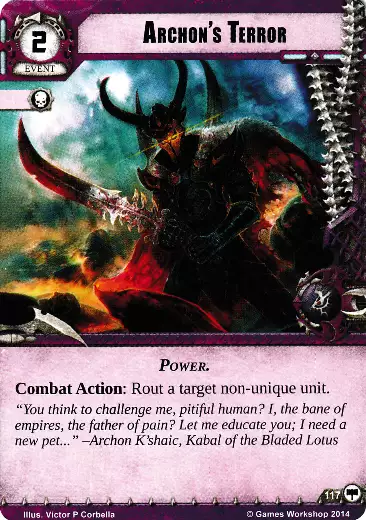 2
ARCHON'S TERROR
EVENT
POWER.
Combat Action: Rout a target non-unique unit.
“You think to challenge me, pitiful human? I, the bane of
empires, the father of pain? Let me educate you; I need a
new pet...” –Archon K'shaic, Kabal of the Bladed Lotus
117
Illus. Victor P Corbella
© Games Workshop 2014